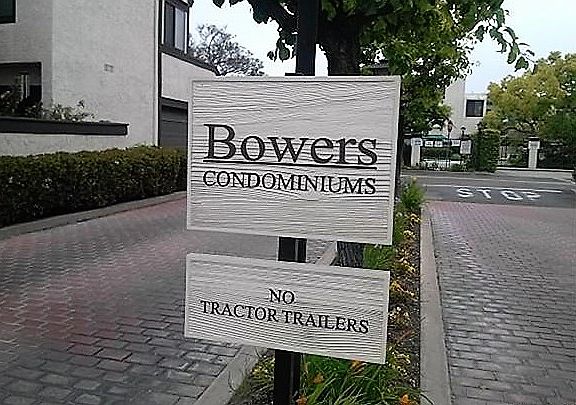 Bowers
CONDOMINIUMS
NO
TRACTOR TRAILERS
STOP